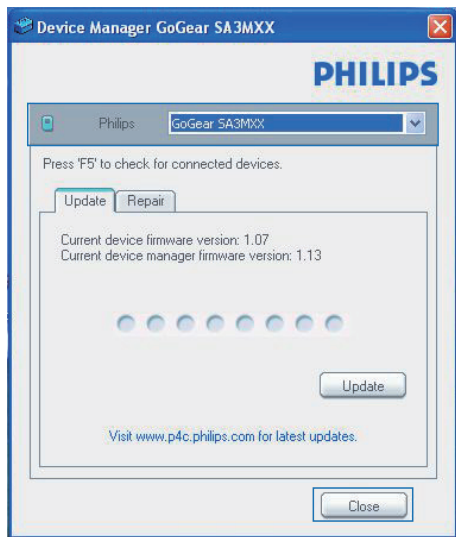 Device Manager GoGear SA3MXX
PHILIPS
Philips GoGear SA3MXX
Press 'F5' to check for connected devices.
Update Repair
Current device firmware version: 1.07
Current device manager firmware version: 1.13
Update
Visit www.p4c.philips.com for latest updates.
Close